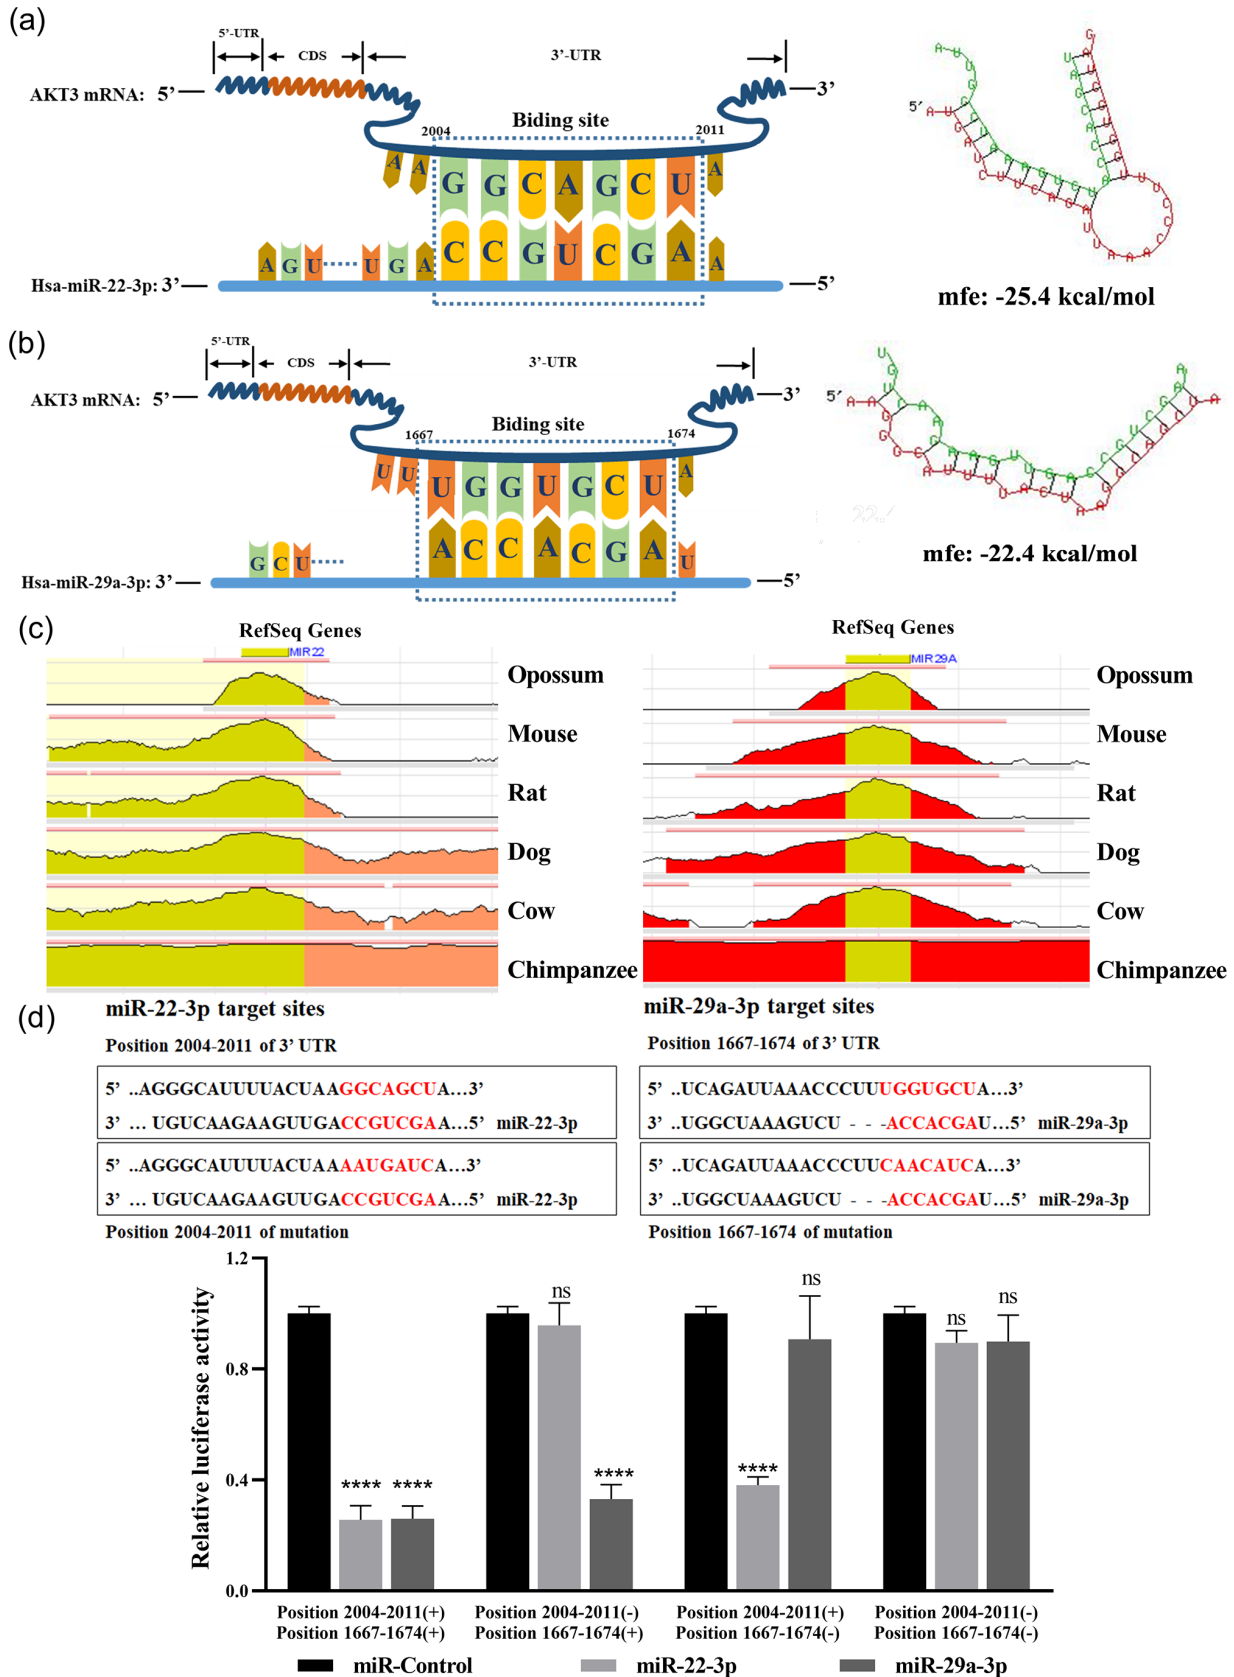 (a)
5’-UTR
CDS
3’-UTR
AKT3 mRNA: 5’
3’
Biding site
2004
2011
A A G G C A G C U A
A G U U G A C C G U C G A A
Hsa-miR-22-3p: 3’
5’
5'
mfe: -25.4 kcal/mol
(b)
5’-UTR
CDS
3’-UTR
AKT3 mRNA: 5’
3’
Biding site
1667
1674
U U U G G U G C U A
G C U A C C A C G A U
Hsa-miR-29a-3p: 3’
5’
5'
mfe: -22.4 kcal/mol
(c)
RefSeq Genes
MIR22
Opossum
Mouse
Rat
Dog
Cow
Chimpanzee
RefSeq Genes
MIR29A
Opossum
Mouse
Rat
Dog
Cow
Chimpanzee
(d)
miR-22-3p target sites
Position 2004-2011 of 3’ UTR
5’ ..AGGGCAUUUUACUAAGGCAGCUA...3’
3’ ... UGUCAAGAAGUUGACCGUCGAA...5’ miR-22-3p
5’ ..AGGGCAUUUUACUAAAAUGAUCA...3’
3’ ... UGUCAAGAAGUUGACCGUCGAA...5’ miR-22-3p
Position 2004-2011 of mutation
miR-29a-3p target sites
Position 1667-1674 of 3’ UTR
5’ ..UCAGAUUAAACCCUUUGGUGCUA...3’
3’ ..UGGCUAAAGUCU - - -ACCACGAU...5’ miR-29a-3p
5’ ..UCAGAUUAAACCCUUCAACAUCA...3’
3’ ..UGGCUAAAGUCU - - -ACCACGAU...5’ miR-29a-3p
Position 1667-1674 of mutation
Relative luciferase activity
1.2
0.8
0.4
0.0
**** ****
ns ****
**** ns
ns ns
Position 2004-2011(+)
Position 1667-1674(+)
Position 2004-2011(-)
Position 1667-1674(+)
Position 2004-2011(+)
Position 1667-1674(-)
Position 2004-2011(-)
Position 1667-1674(-)
miR-Control
miR-22-3p
miR-29a-3p